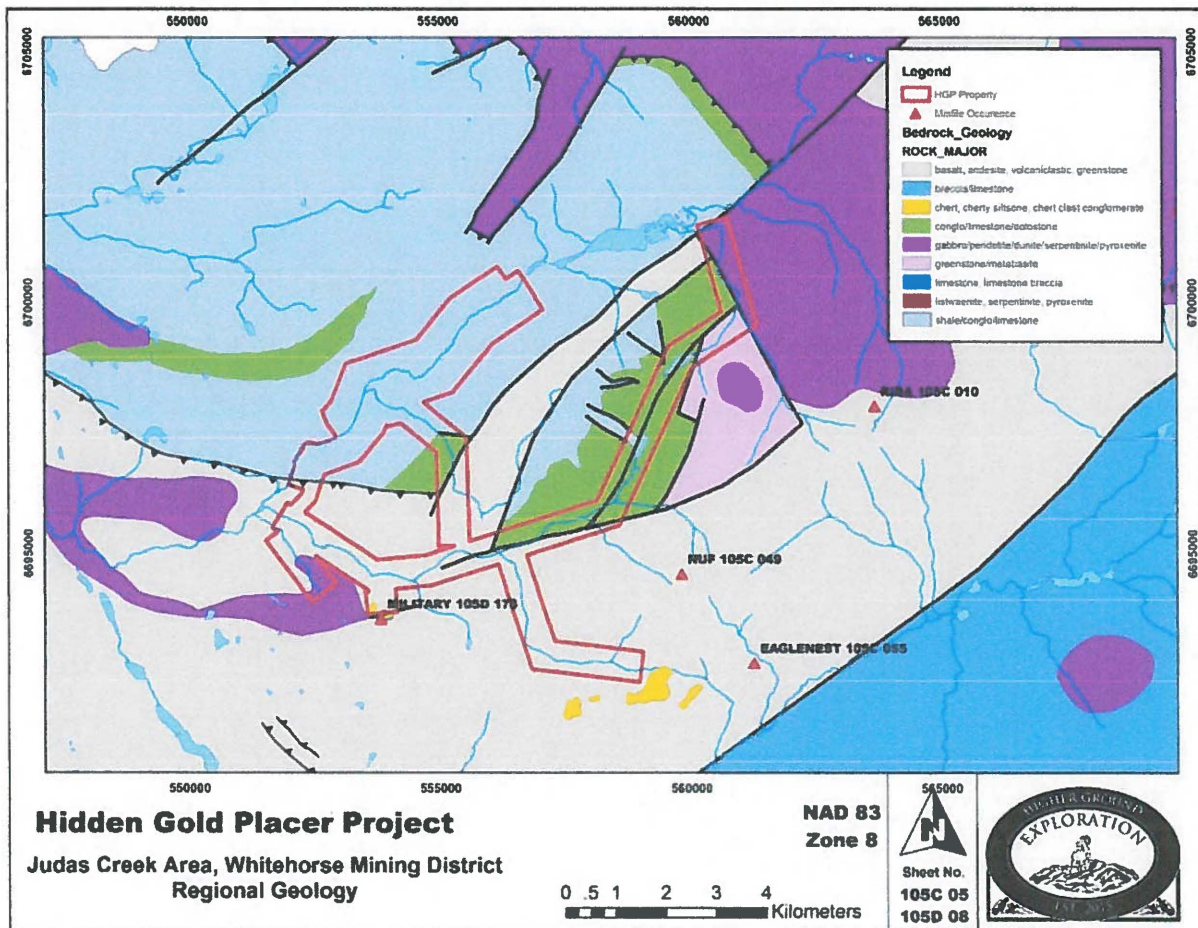 550000 555000 560000 565000
6705000 6705000
6700000 6700000
6695000 6695000
Legend
HGP Property
Minfile Occurence
Bedrock_Geology
ROCK_MAJOR
basalt, andesite, volcaniclastic, greenstone
breccia/limestone
chert, cherty siltsone, chert clast conglomerate
conglo/limestone/
gabbro/peridotite/dunite/serpentinite/pyroxenite
greenstone/metabasite
limestone, limestone breccia
listwaenite, serpentinite, pyroxenite
shale/conglo/limestone
105C 010
NUF 105C 049
MILITARY 105D 176
EAGLENEST 105C 055
550000 555000 560000 565000
Hidden Gold Placer Project
Judas Creek Area, Whitehorse Mining District
Regional Geology
0 .5 1 2 3 4
Kilometers
NAD 83
Zone 8
N
Sheet No.
105C 05
105D 08
HIGHER GROUND
EXPLORATION